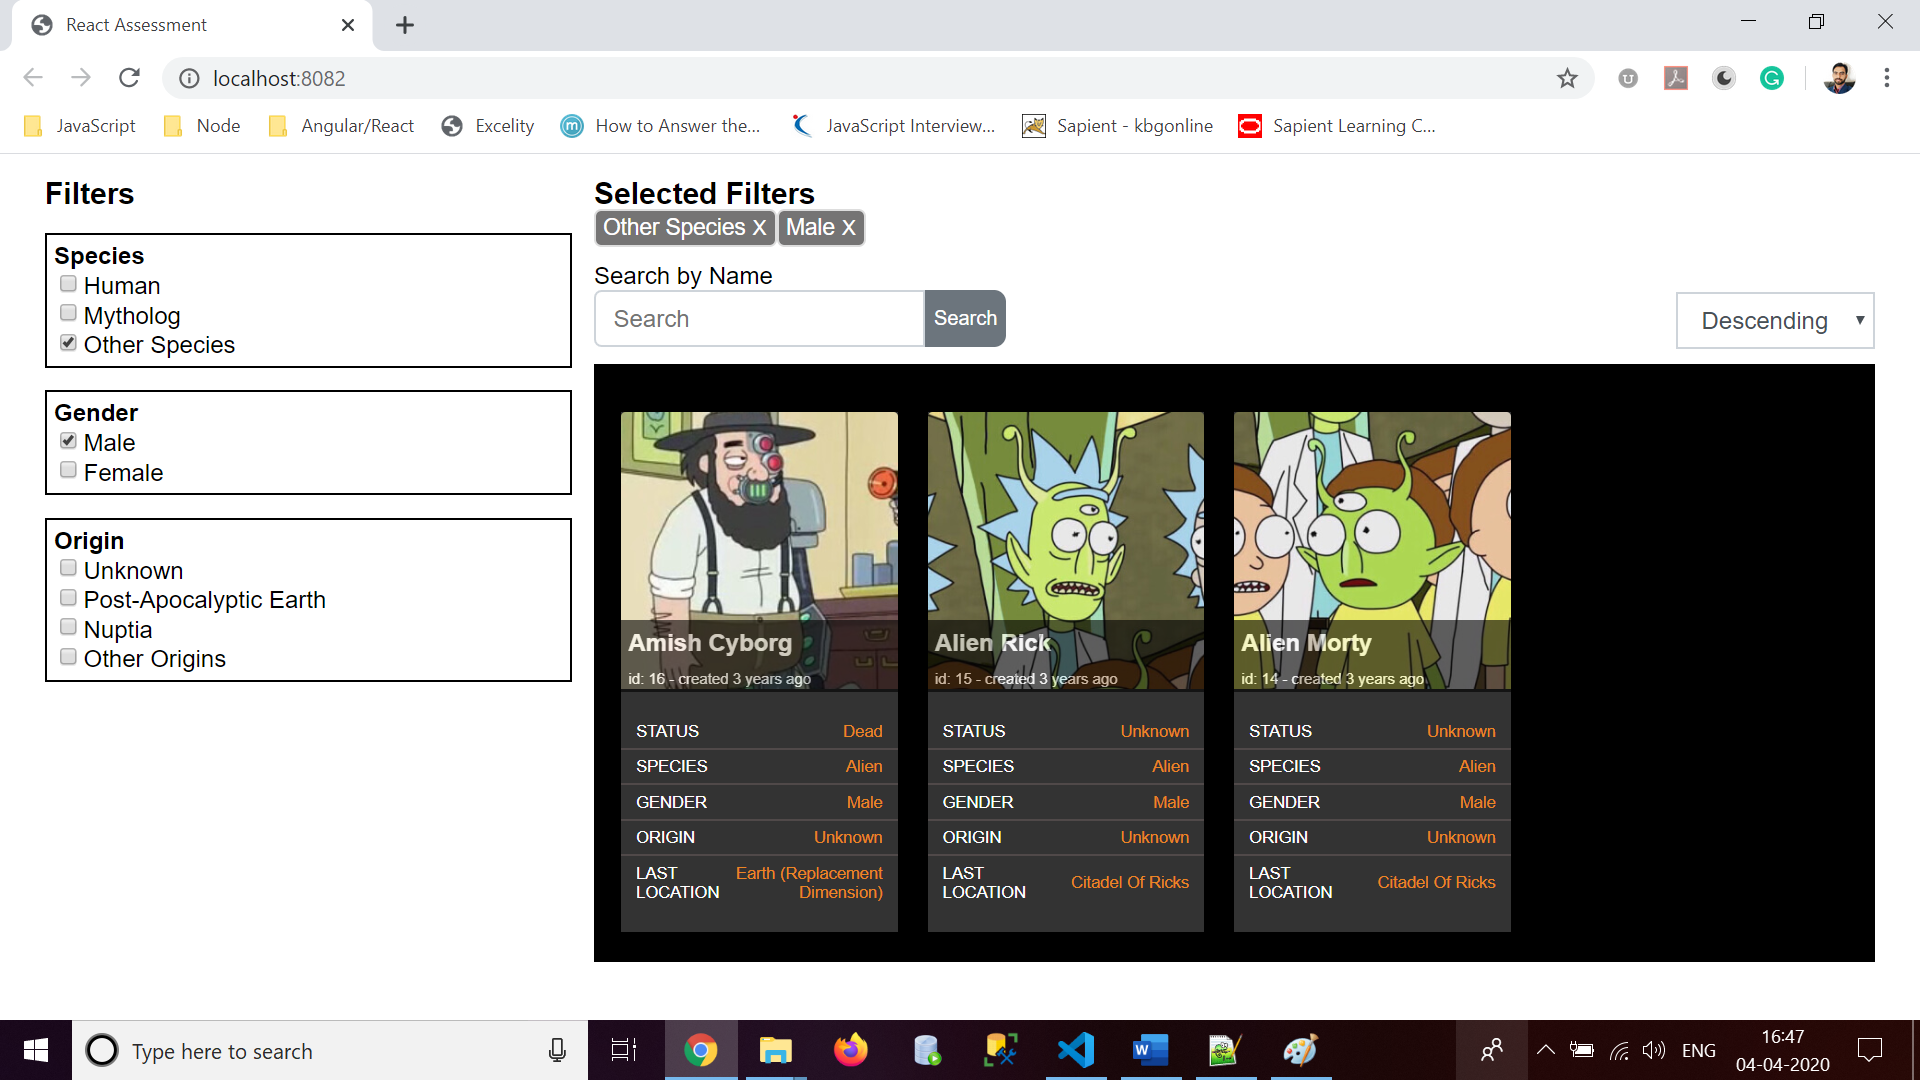 React Assessment
localhost:8082
JavaScript
Node
Angular/React
Excelity
How to Answer the...
JavaScript Interview...
Sapient - kbgonline
Sapient Learning C...
Filters
Species
Human
Mytholog
Other Species
Gender
Male
Female
Origin
Unknown
Post-Apocalyptic Earth
Nuptia
Other Origins
Selected Filters
Other Species X Male X
Search by Name
Search
Search
Descending
Amish Cyborg
id: 16 - created 3 years ago
STATUS Dead
SPECIES Alien
GENDER Male
ORIGIN Unknown
LAST LOCATION Earth (Replacement Dimension)
Alien Rick
id: 15 - created 3 years ago
STATUS Unknown
SPECIES Alien
GENDER Male
ORIGIN Unknown
LAST LOCATION Citadel Of Ricks
Alien Morty
id: 14 - created 3 years ago
STATUS Unknown
SPECIES Alien
GENDER Male
ORIGIN Unknown
LAST LOCATION Citadel Of Ricks
Type here to search
ENG
16:47
04-04-2020